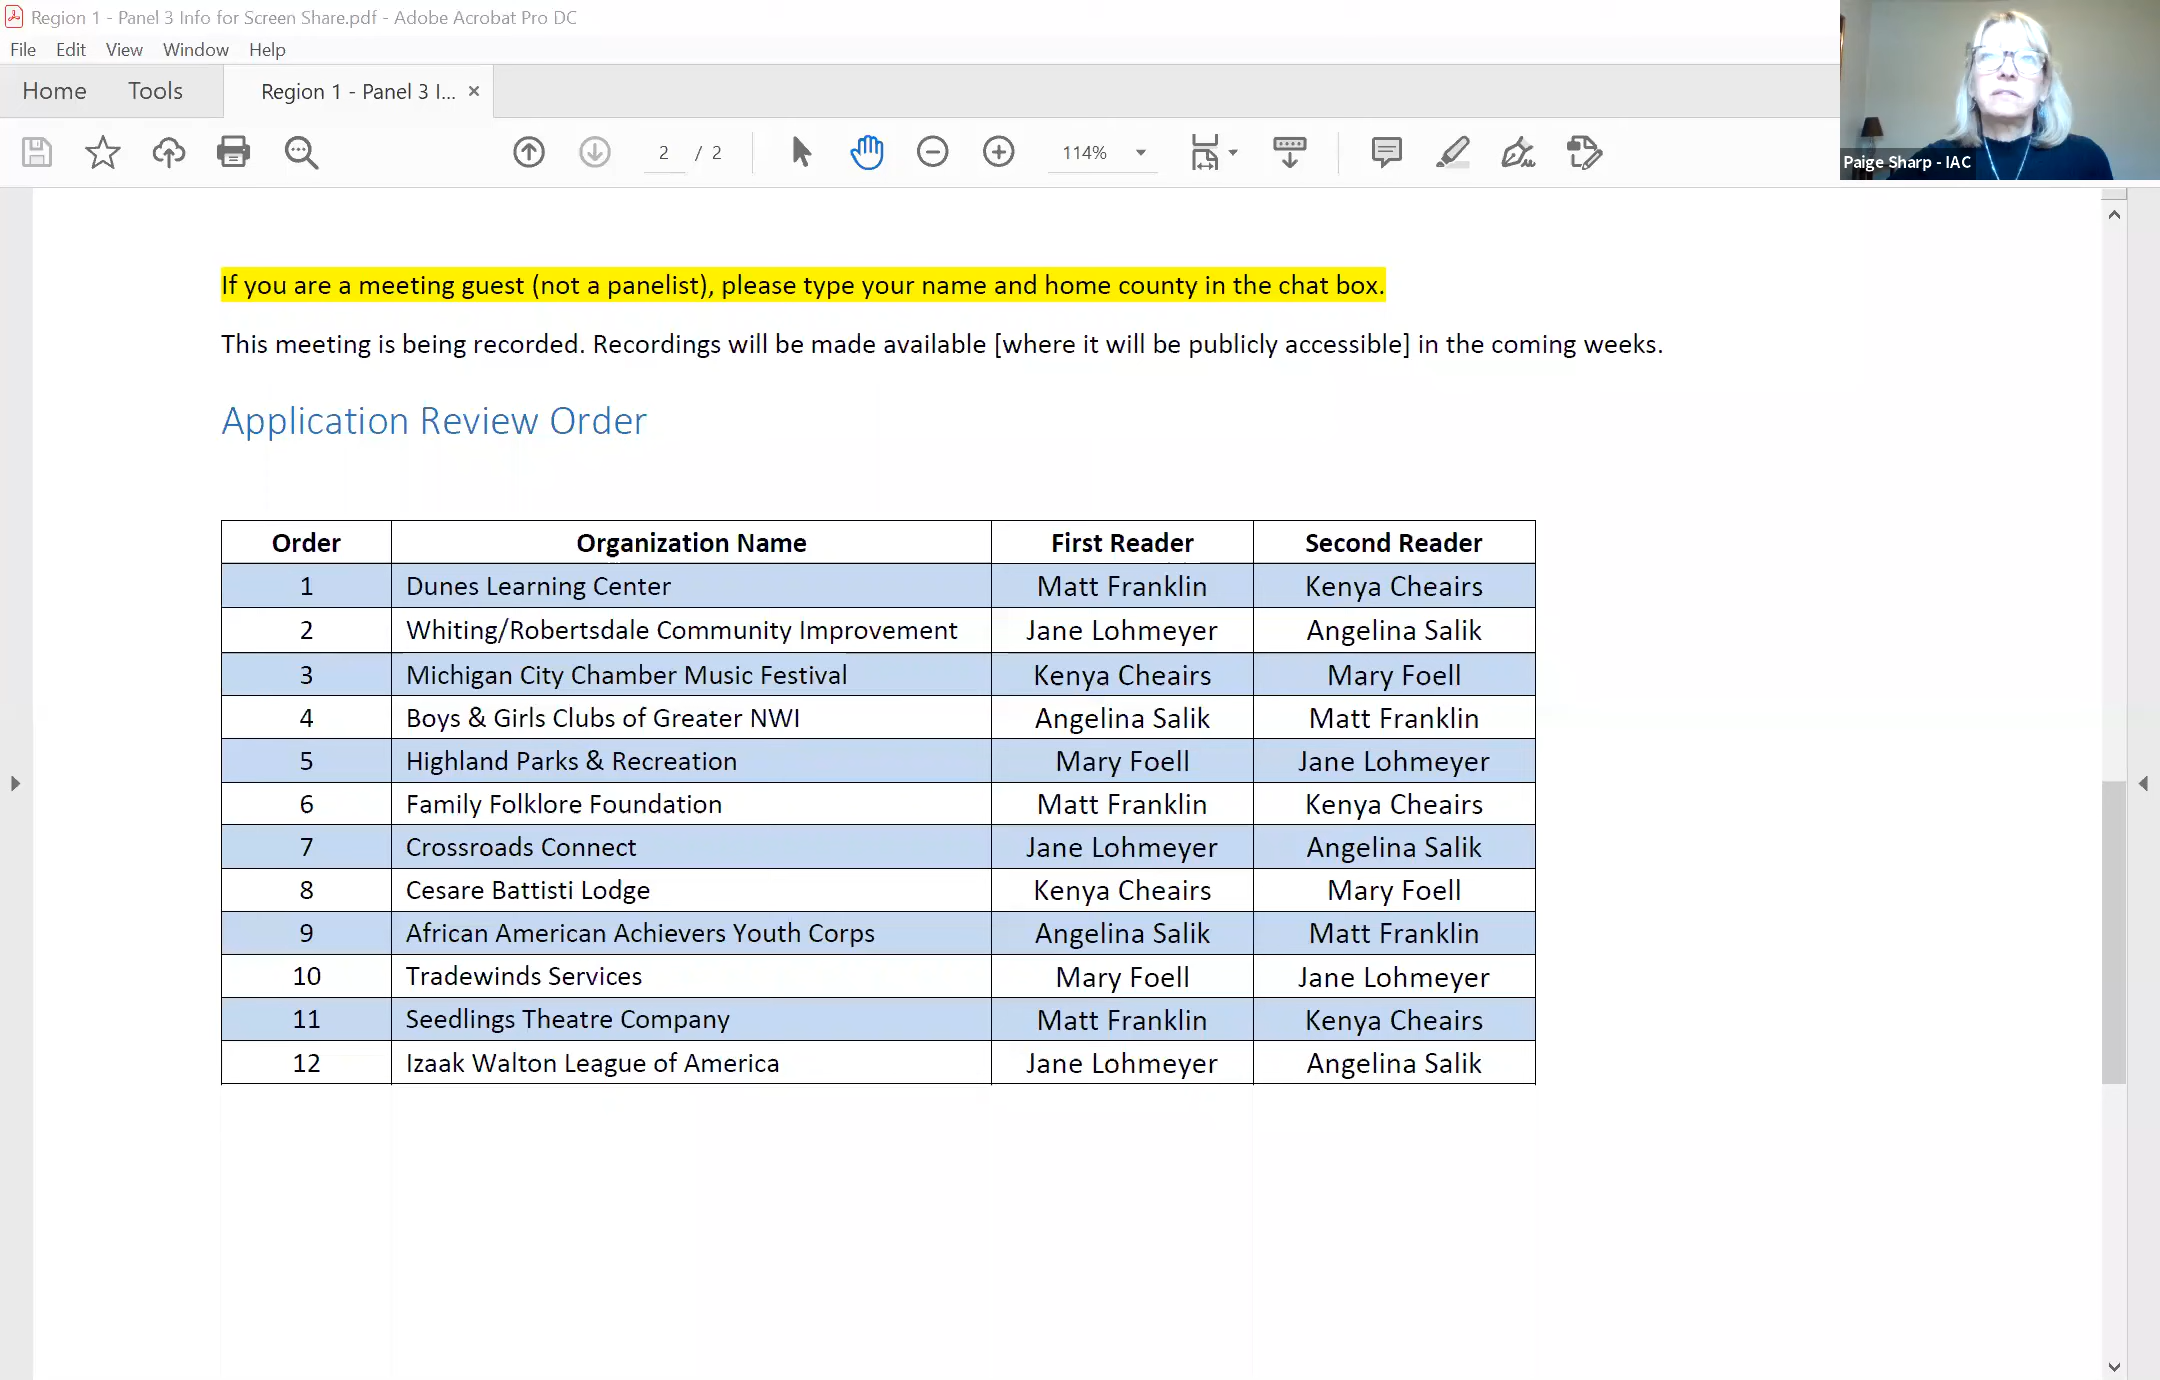 Region 1 - Panel 3 Info for Screen Share.pdf - Adobe Acrobat Pro DC
File Edit View Window Help
Home Tools Region 1 - Panel 3 I... ×
2 / 2 114%
Paige Sharp - IAC
If you are a meeting guest (not a panelist), please type your name and home county in the chat box.
This meeting is being recorded. Recordings will be made available [where it will be publicly accessible] in the coming weeks.
Application Review Order
Order Organization Name First Reader Second Reader
1 Dunes Learning Center Matt Franklin Kenya Cheairs
2 Whiting/Robertsdale Community Improvement Jane Lohmeyer Angelina Salik
3 Michigan City Chamber Music Festival Kenya Cheairs Mary Foell
4 Boys & Girls Clubs of Greater NWI Angelina Salik Matt Franklin
5 Highland Parks & Recreation Mary Foell Jane Lohmeyer
6 Family Folklore Foundation Matt Franklin Kenya Cheairs
7 Crossroads Connect Jane Lohmeyer Angelina Salik
8 Cesare Battisti Lodge Kenya Cheairs Mary Foell
9 African American Achievers Youth Corps Angelina Salik Matt Franklin
10 Tradewinds Services Mary Foell Jane Lohmeyer
11 Seedlings Theatre Company Matt Franklin Kenya Cheairs
12 Izaak Walton League of America Jane Lohmeyer Angelina Salik